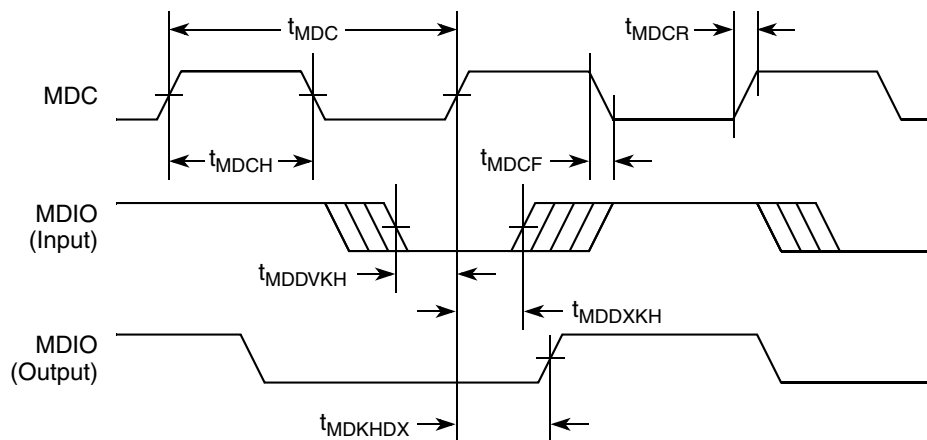 tMDC
tMDCR
MDC
tMDCH
tMDCF
MDIO
(Input)
tMDDVKH
tMDDXKH
MDIO
(Output)
tMDKHDX